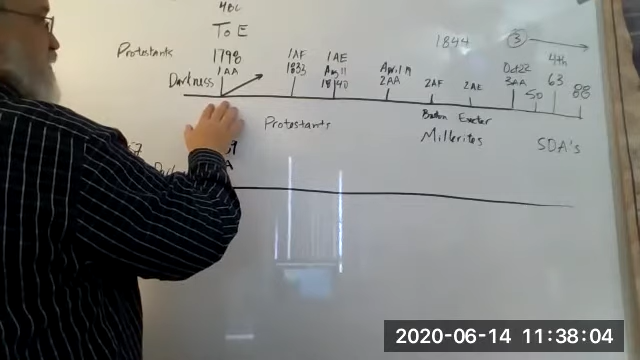 40C
ToE
1844
3
Protestants
1798
1AF
1AE
4th
1AA
1833
Aug 11
April 19
Oct 22
63
88
Darkness
1840
2AA
2AF
2AE
3AA
50
Boston
Exeter
Protestants
Millerites
SDA's
2020-06-14 11:38:04